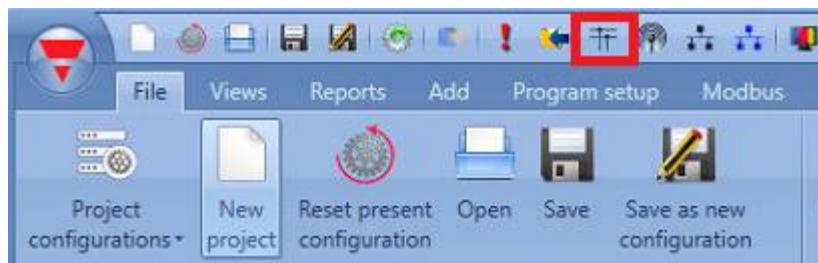 File Views Reports Add Program setup Modbus
Project configurations
New project
Reset present configuration
Open
Save
Save as new configuration